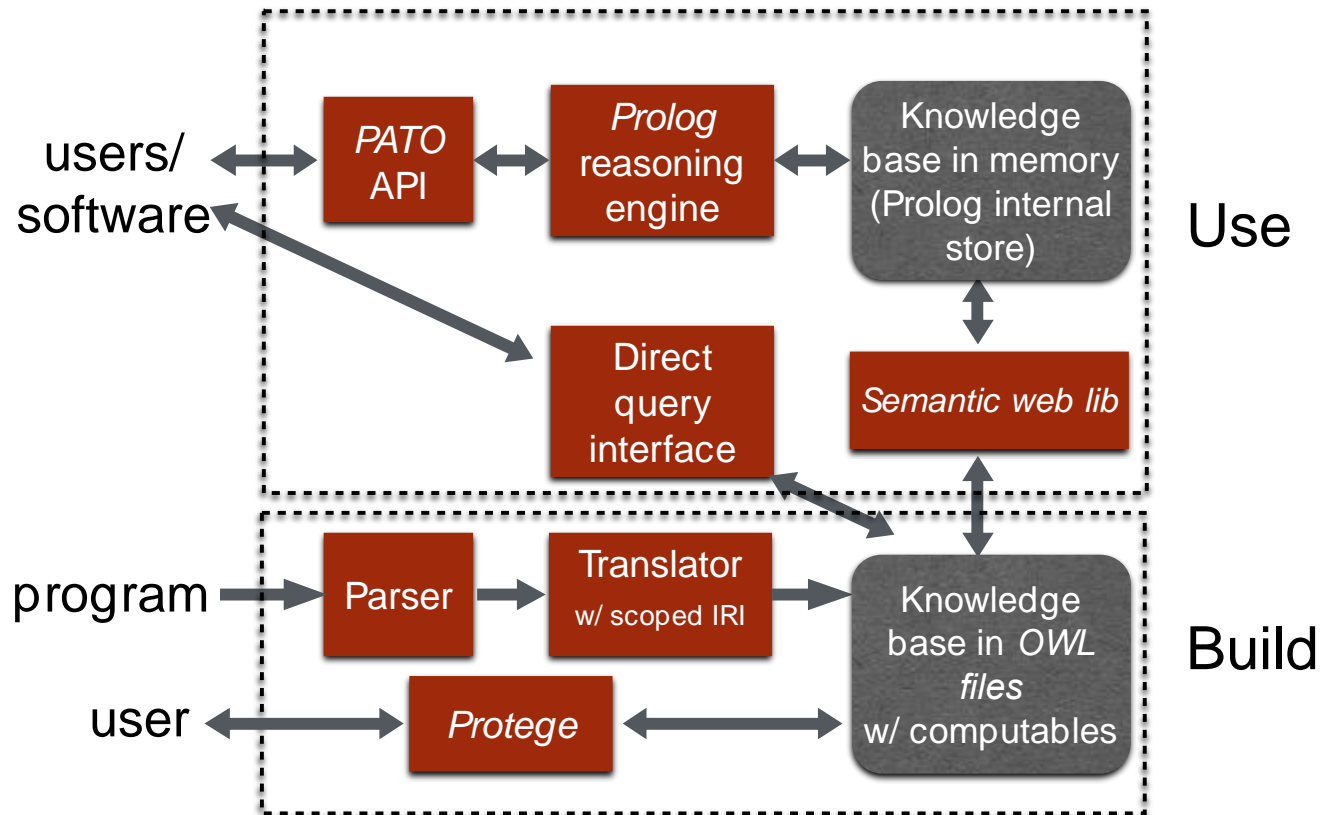 users/
software
PATO
API
Prolog
reasoning
engine
Knowledge
base in memory
(Prolog internal
store)
Use
Direct
query
interface
Semantic web lib
program
Parser
Translator
w/ scoped IRI
Knowledge
base in OWL
files
w/ computables
Build
user
Protege